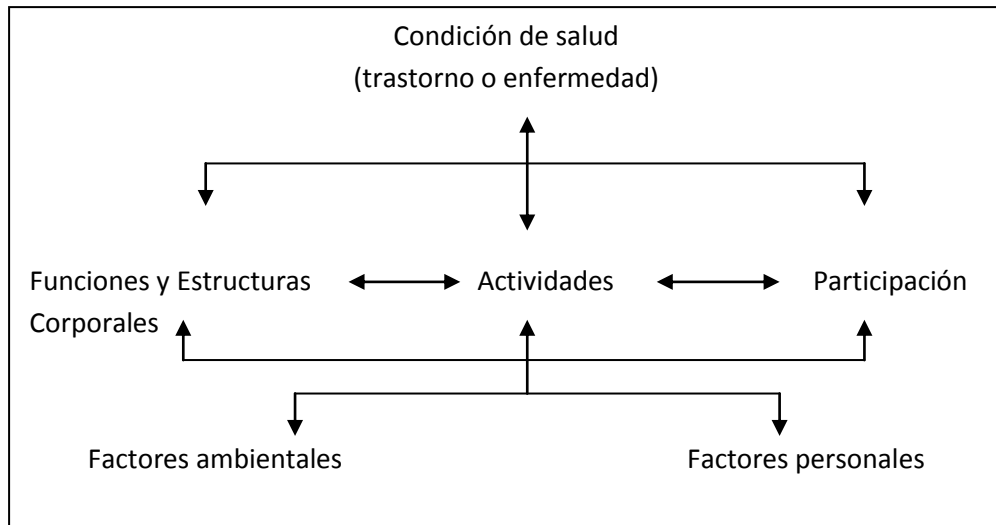 Condición de salud
(trastorno o enfermedad)
Funciones y Estructuras
Corporales
Actividades
Participación
Factores ambientales
Factores personales